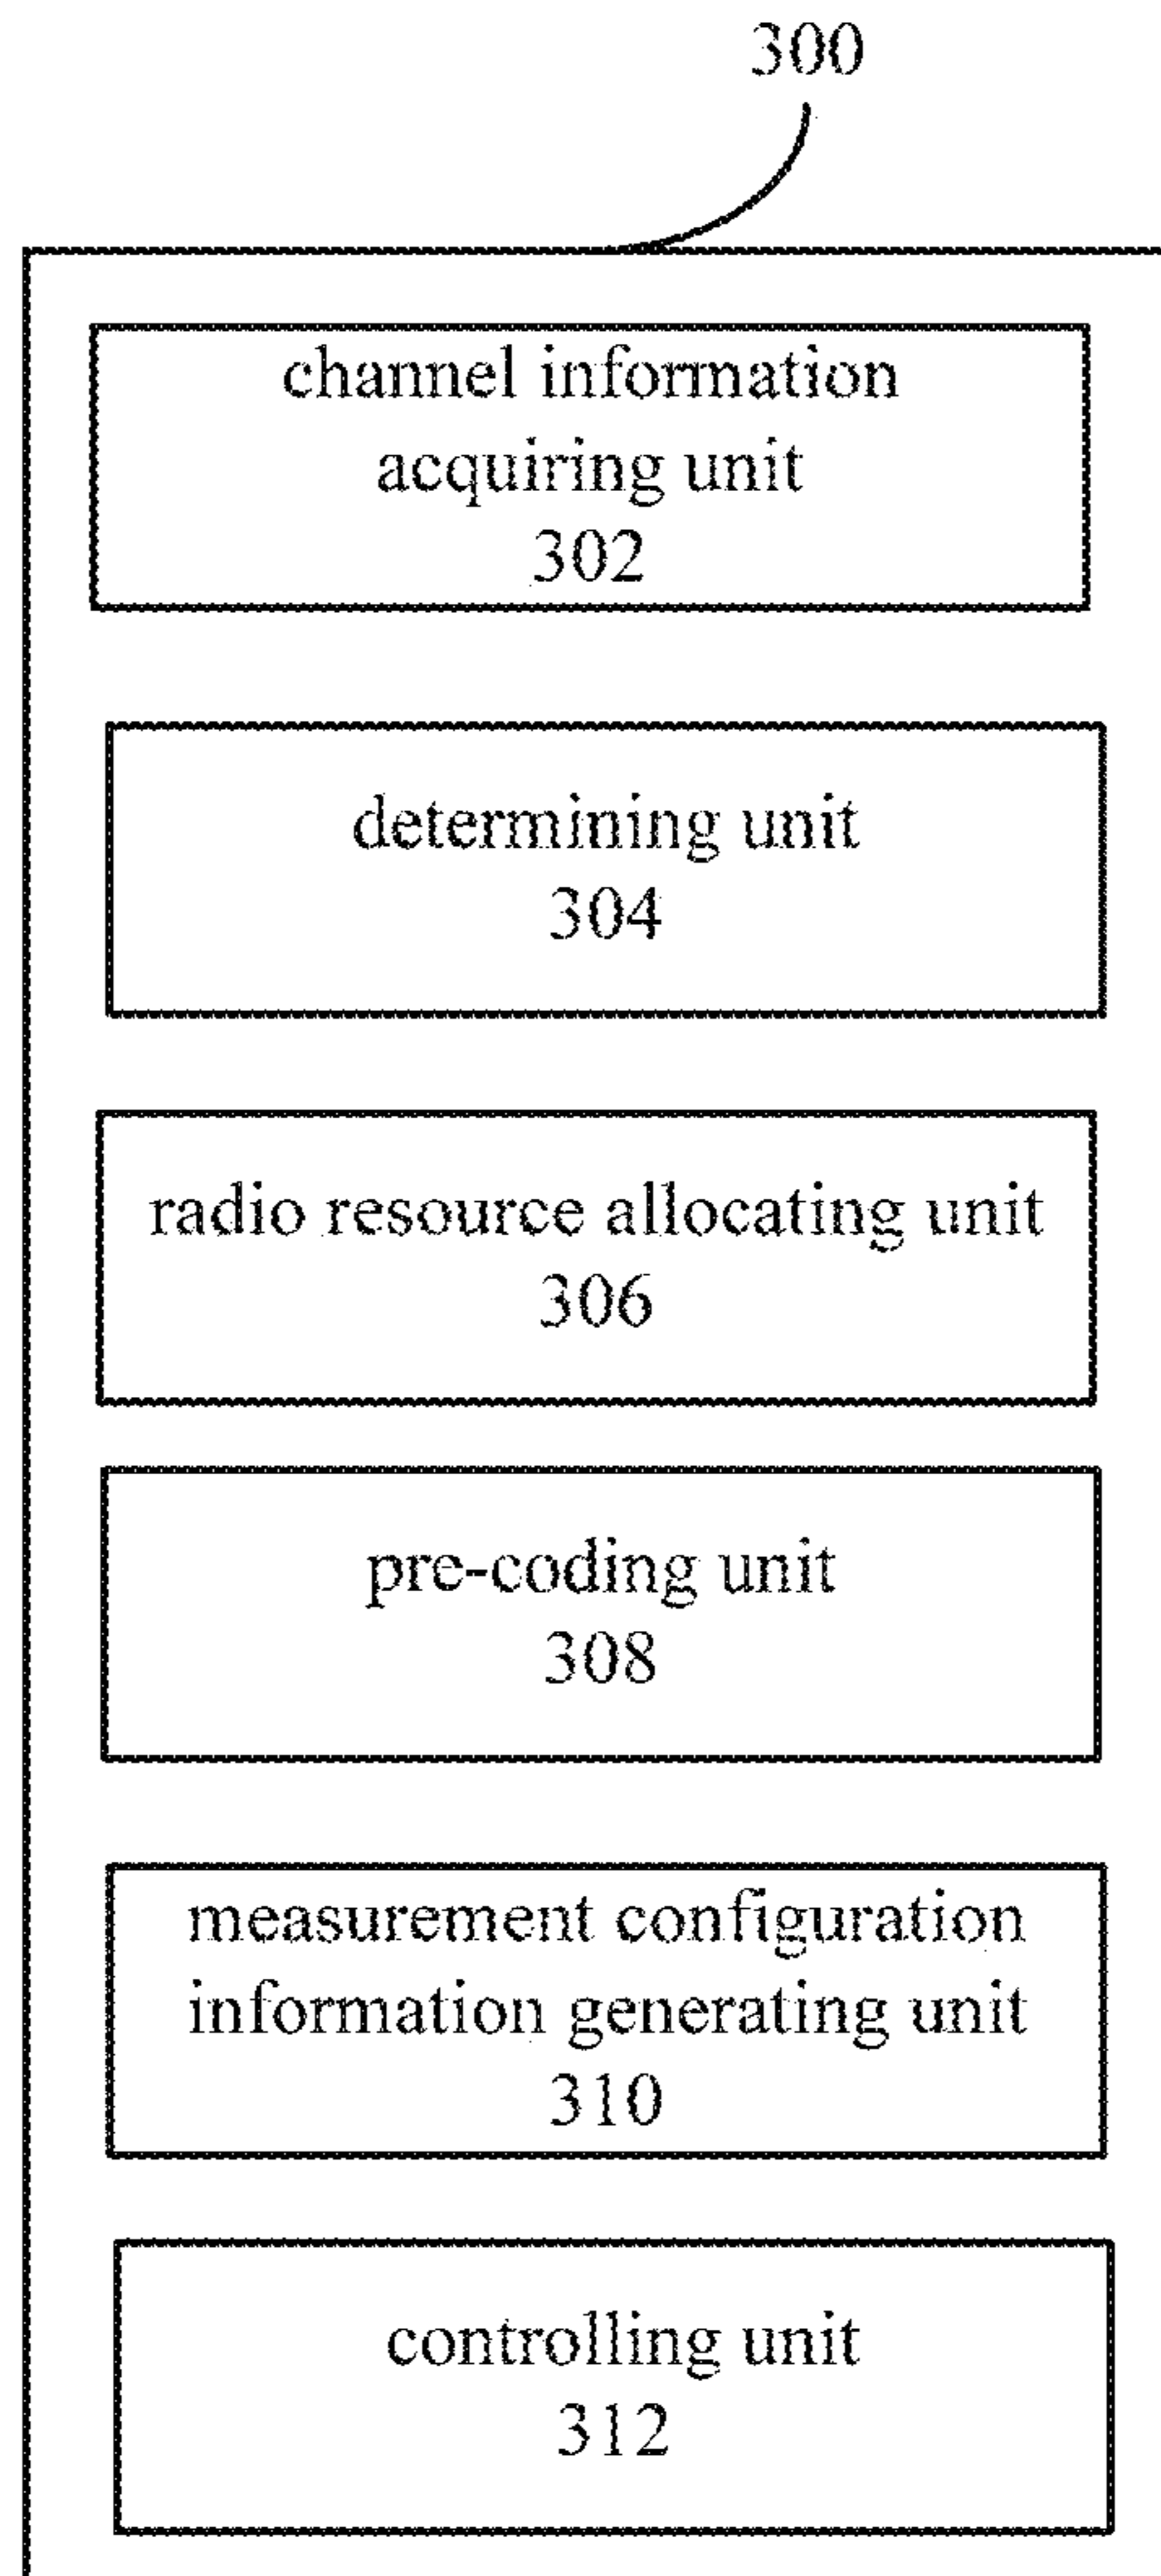 300
channel information
acquiring unit
302
determining unit
304
radio resource allocating unit
306
pre-coding unit
308
measurement configuration
information generating unit
310
controlling unit
312